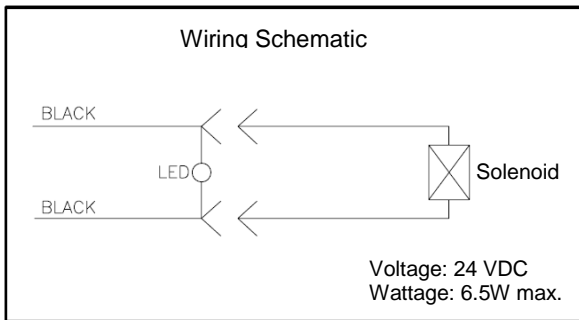 Wiring Schematic
BLACK
LED
Solenoid
BLACK
Voltage: 24 VDC
Wattage: 6.5W max.